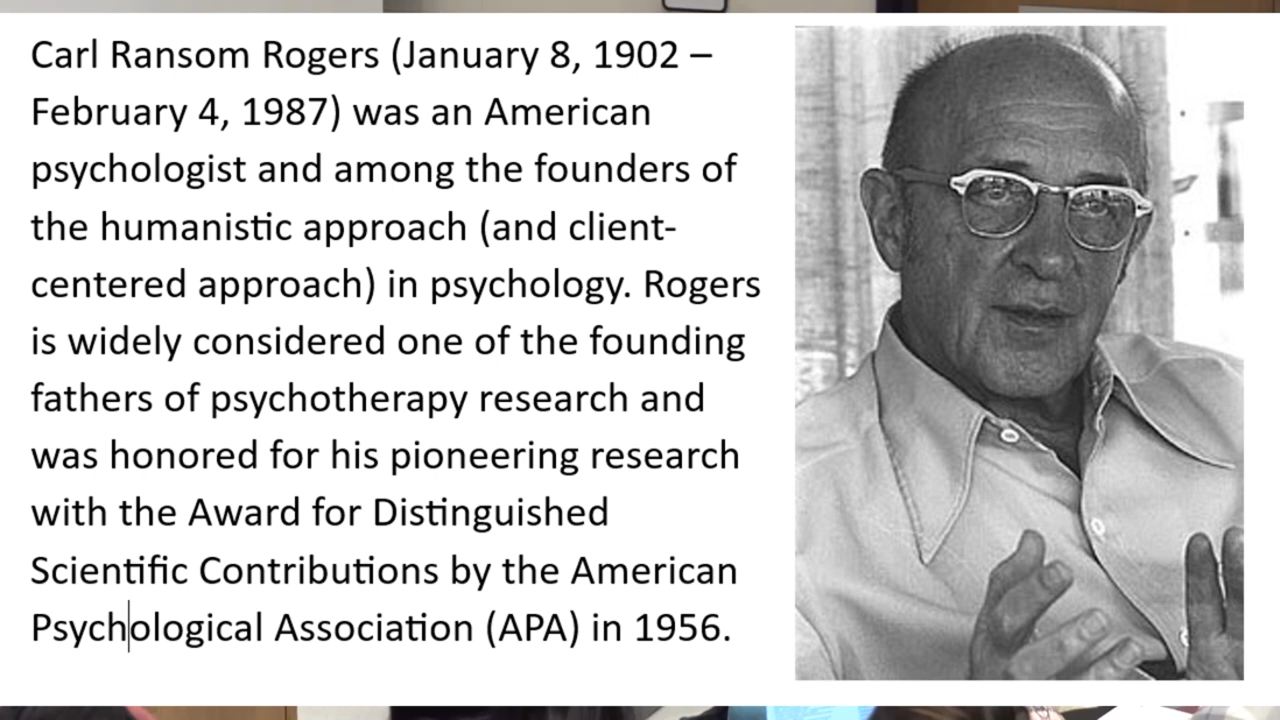 Carl Ransom Rogers (January 8, 1902 –
February 4, 1987) was an American
psychologist and among the founders of
the humanistic approach (and client-
centered approach) in psychology. Rogers
is widely considered one of the founding
fathers of psychotherapy research and
was honored for his pioneering research
with the Award for Distinguished
Scientific Contributions by the American
Psychological Association (APA) in 1956.